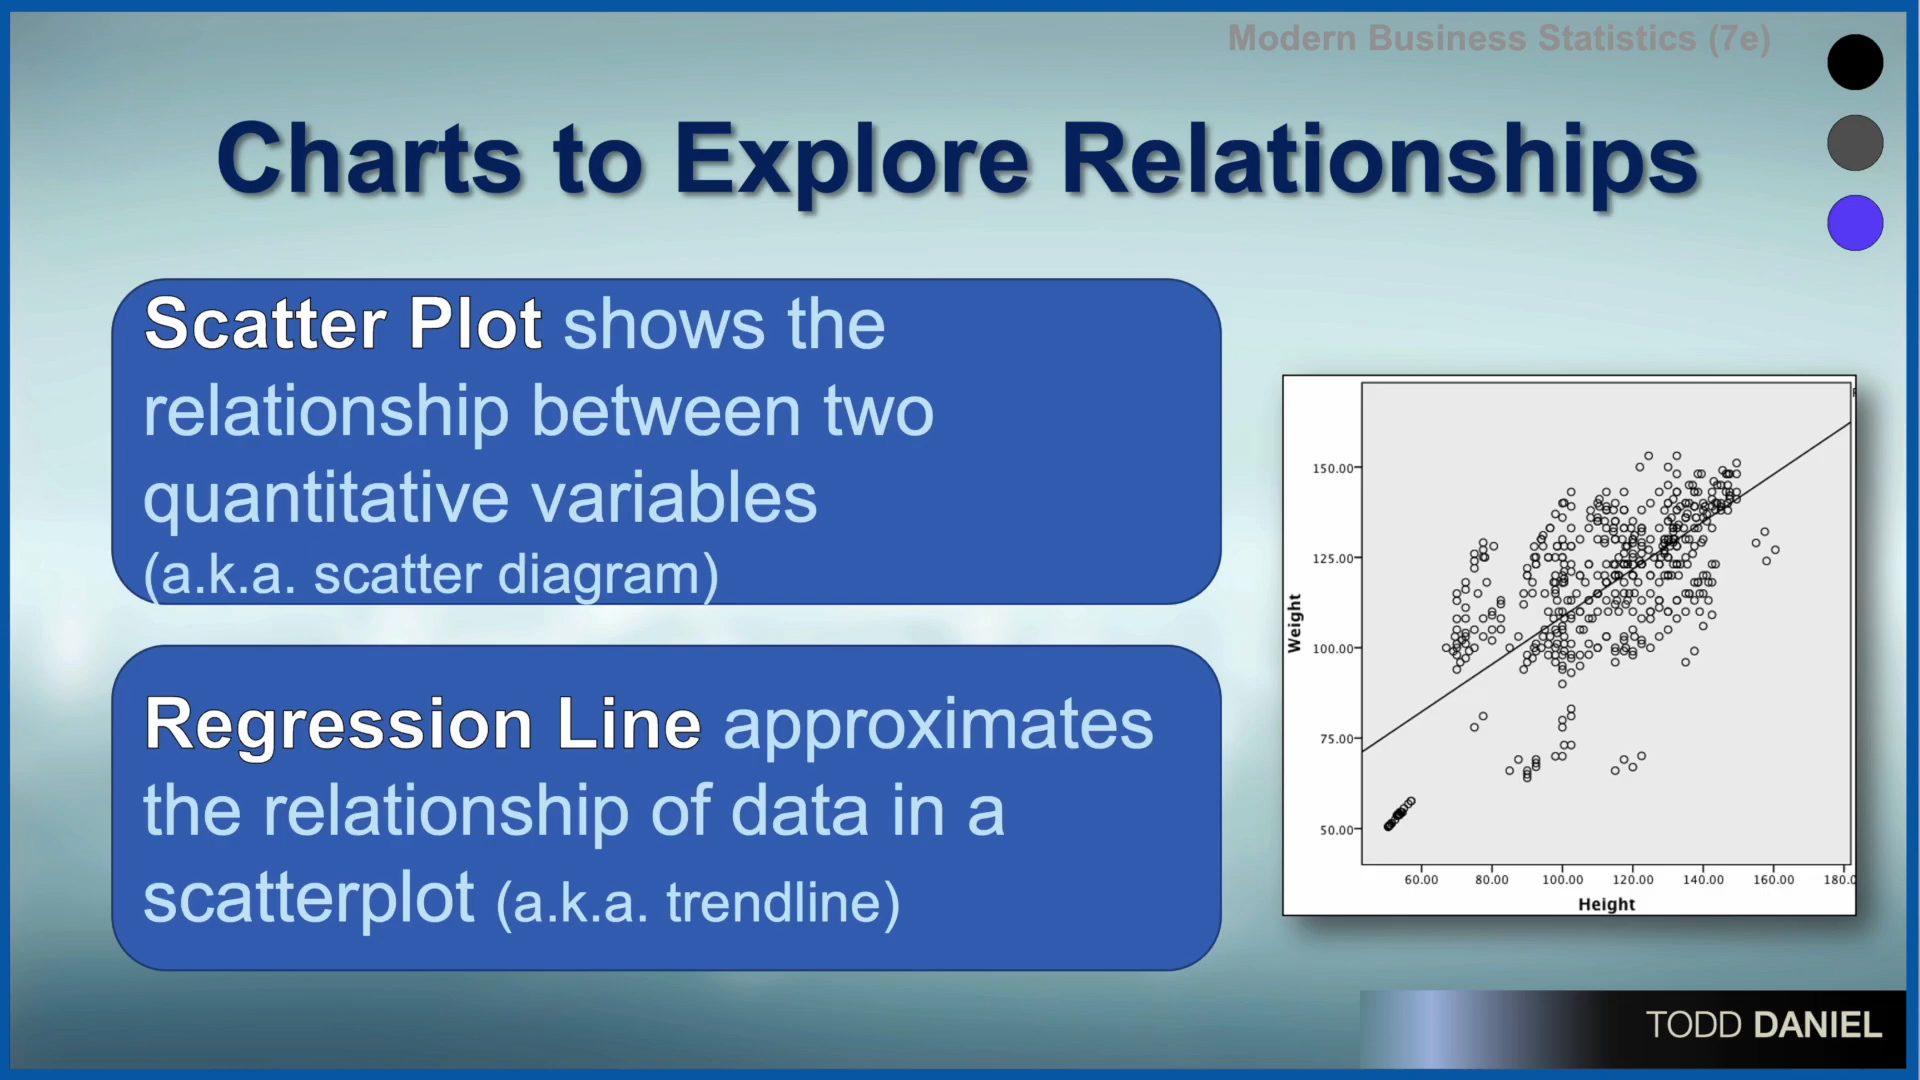 Modern Business Statistics (7e)
Charts to Explore Relationships
Scatter Plot shows the
relationship between two
quantitative variables
(a.k.a. scatter diagram)
Regression Line approximates
the relationship of data in a
scatterplot (a.k.a. trendline)
150.00
125.00
100.00
75.00
50.00
Weight
60.00 80.00 100.00 120.00 140.00 160.00 180.0
Height
TODD DANIEL